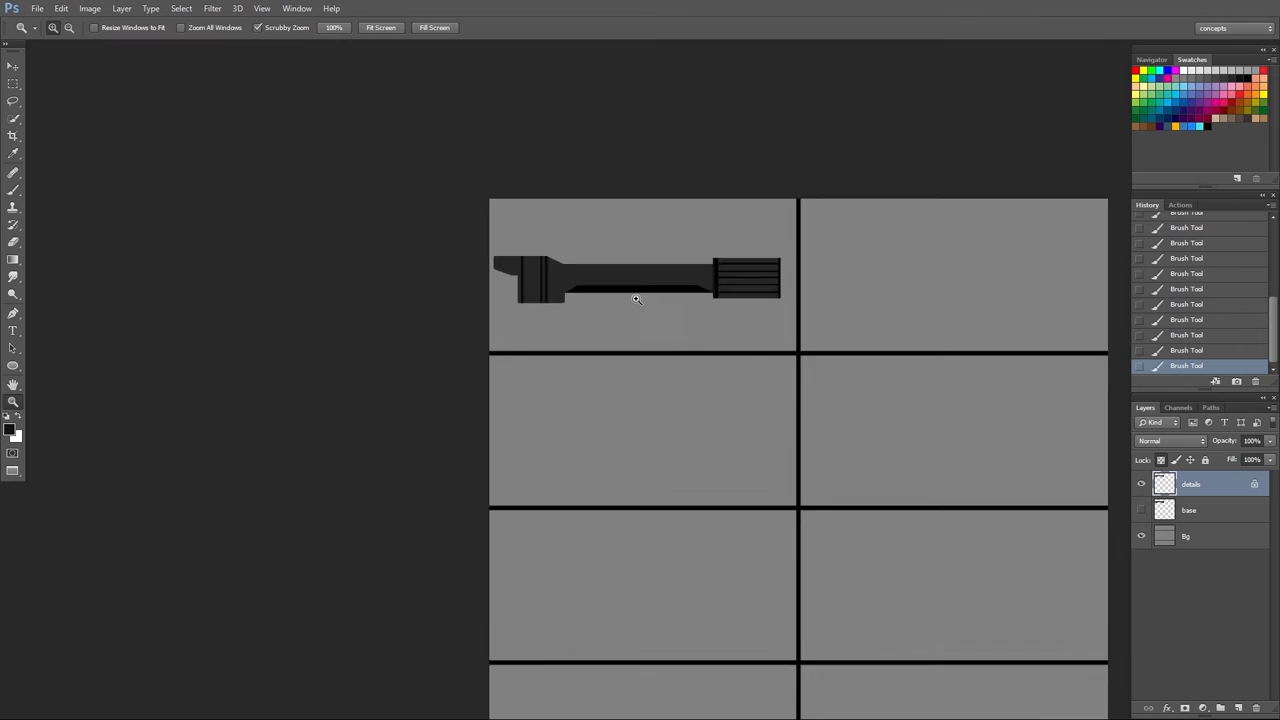 Ps File Edit Image Layer Type Select Filter 3D View Window Help
Resize Windows to Fit Zoom All Windows Scrubby Zoom 100% Fit Screen Fill Screen concepts
Navigator Swatches
History Actions
Brush Tool
Brush Tool
Brush Tool
Brush Tool
Brush Tool
Brush Tool
Brush Tool
Brush Tool
Brush Tool
Brush Tool
Brush Tool
Layers Channels Paths
Kind
Normal Opacity: 100%
Lock: Fill: 100%
details
base
Bg